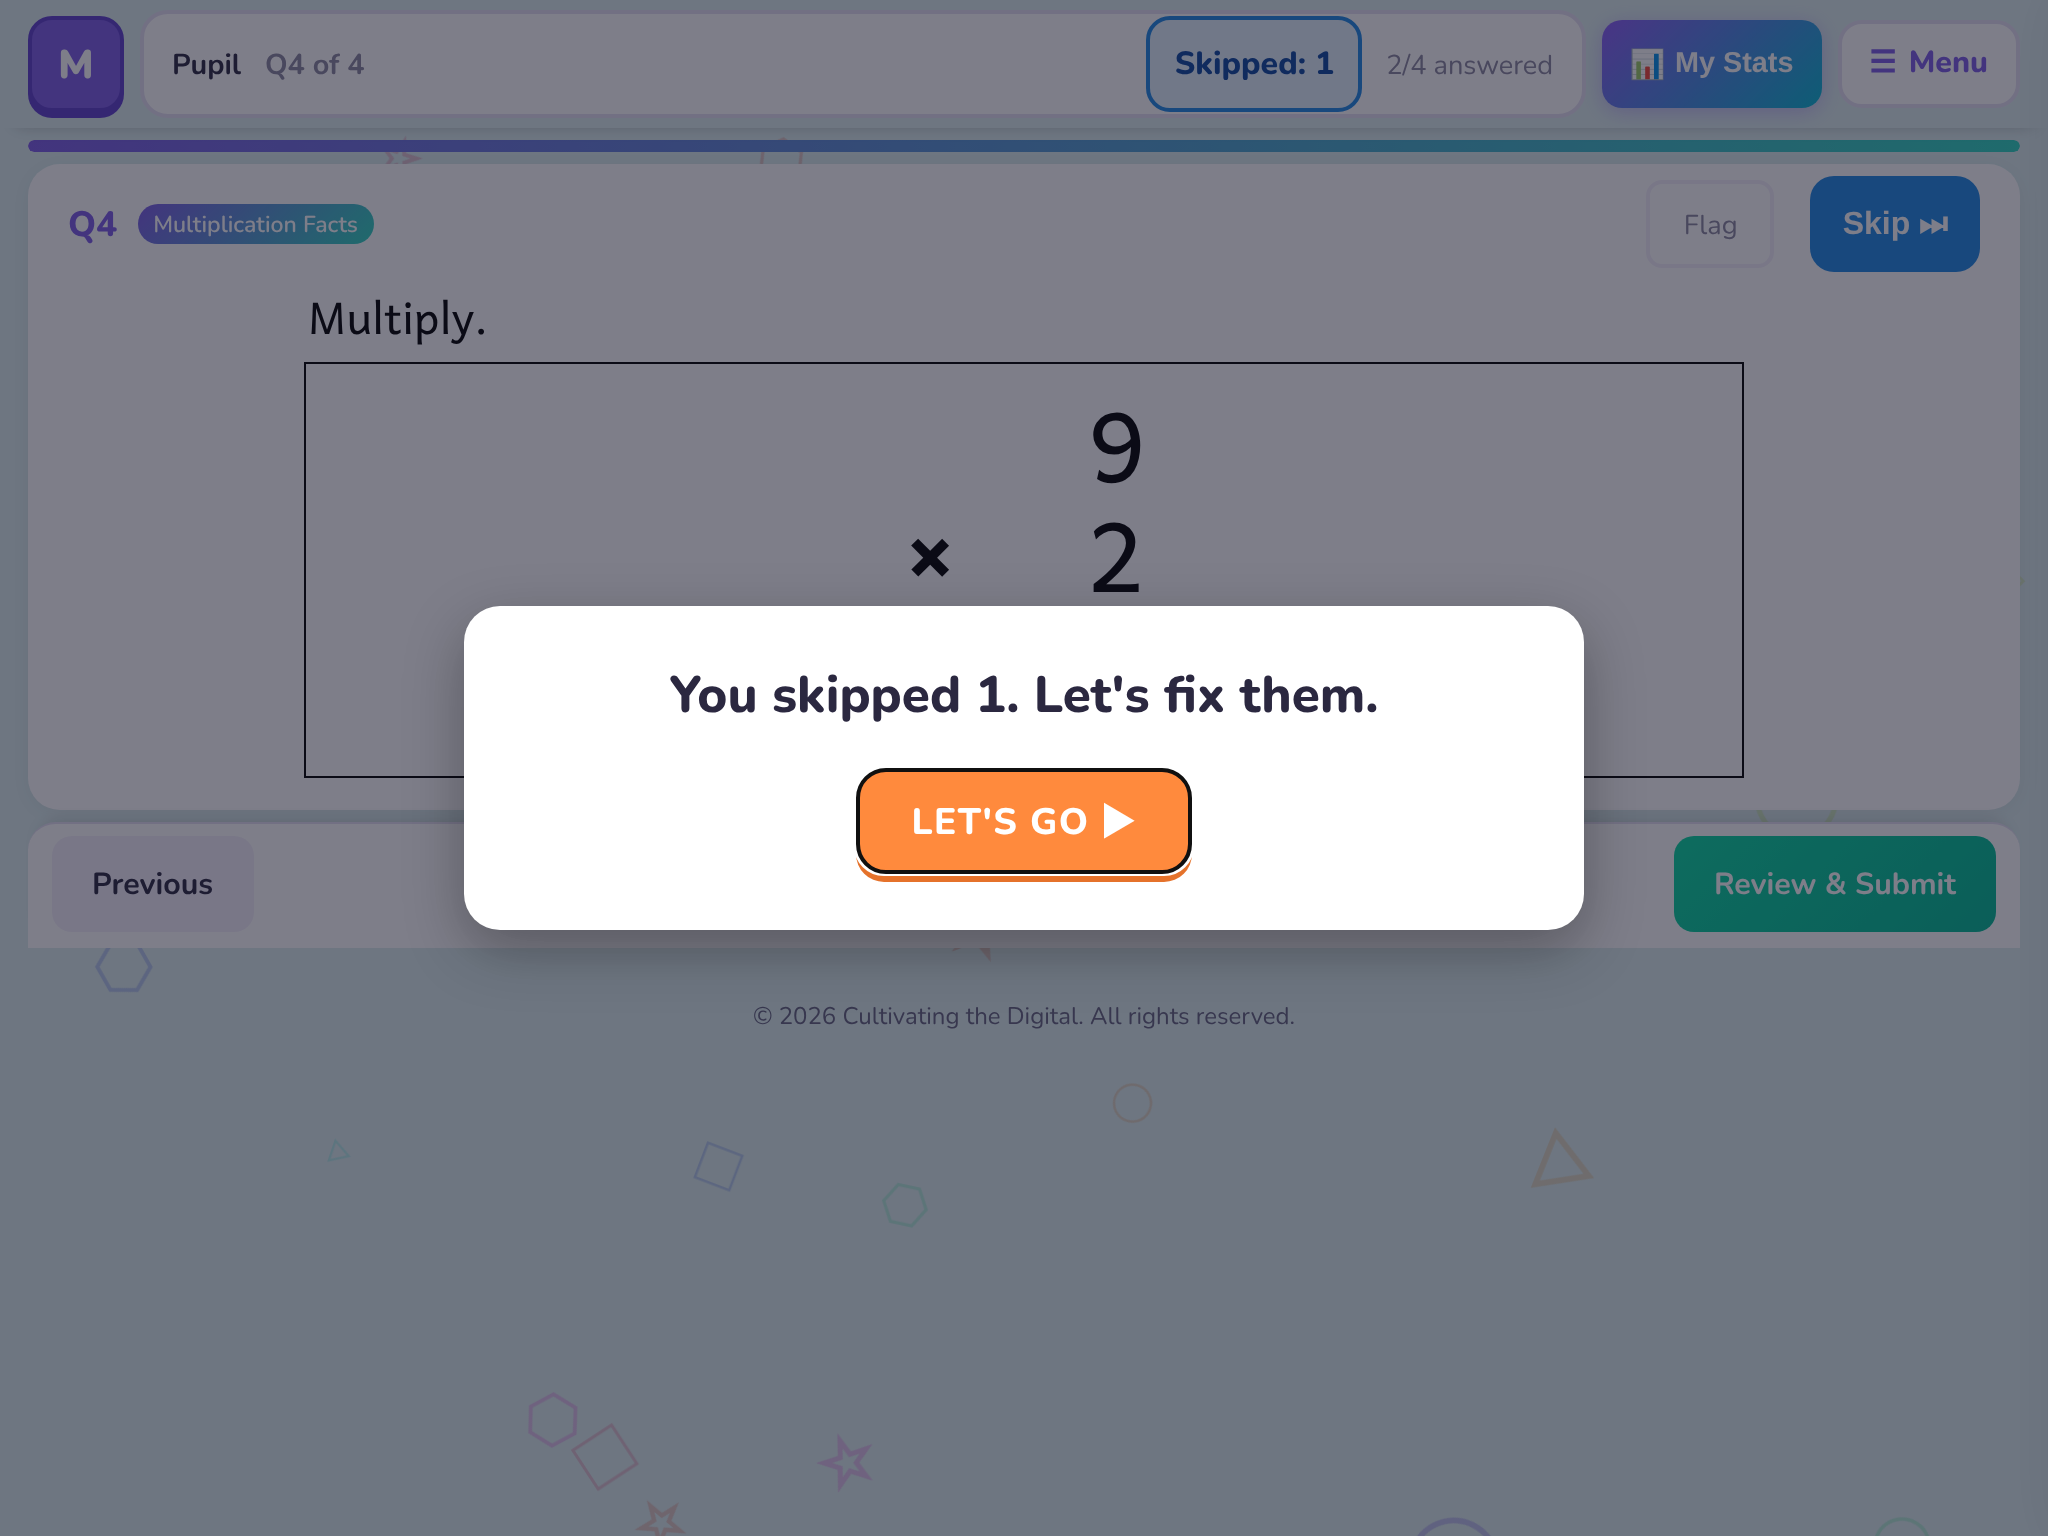 M
Pupil Q4 of 4
Skipped: 1
2/4 answered
📊 My Stats
☰ Menu
Q4 Multiplication Facts
Flag
Skip ⏭
Multiply.
9
× 2
You skipped 1. Let's fix them.
LET'S GO ▶
Previous
Review & Submit
© 2026 Cultivating the Digital. All rights reserved.